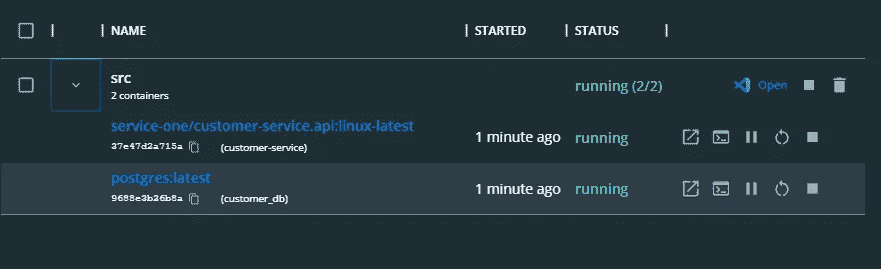 NAME STARTED STATUS
src
2 containers
running (2/2) Open
service-one/customer-service.api:linux-latest
37e47d2a715a (customer-service) 1 minute ago running
postgres:latest
9688e3b26b8a (customer_db) 1 minute ago running